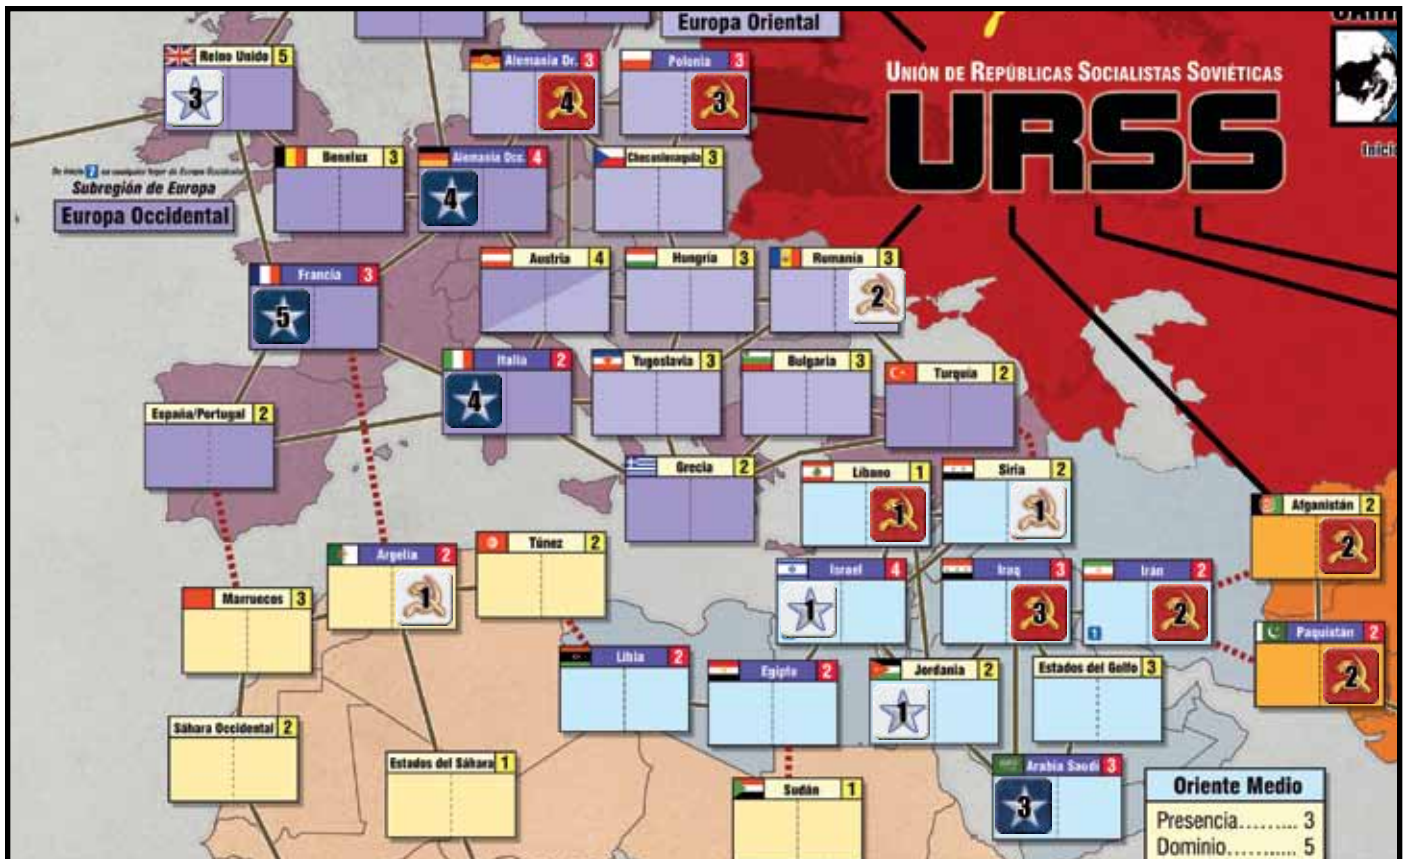 Europa Oriental
Reino Unido 5
3
Alemania Or. 3
4
Polonia 3
3
UNIÓN DE REPÚBLICAS SOCIALISTAS SOVIÉTICAS
URSS
Inicio
Benelux 3
Alemania Occ. 4
4
Checoslovaquia 3
Subregión de Europa
Europa Occidental
Francia 3
5
Austria 4
Hungría 3
Rumanía 3
2
Italia 2
4
Yugoslavia 3
Bulgaria 3
Turquía 2
España/Portugal 2
Grecia 2
Líbano 1
1
Siria 2
1
Afganistán 2
2
Argelia 2
1
Túnez 2
Israel 4
1
Iraq 3
3
Irán 2
1
2
Marruecos 3
Libia 2
Egipto 2
Jordania 2
1
Estados del Golfo 3
Paquistán 2
2
Sáhara Occidental 2
Estados del Sáhara 1
Sudán 1
Arabia Saudí 3
3
Oriente Medio
Presencia......... 3
Dominio........... 5